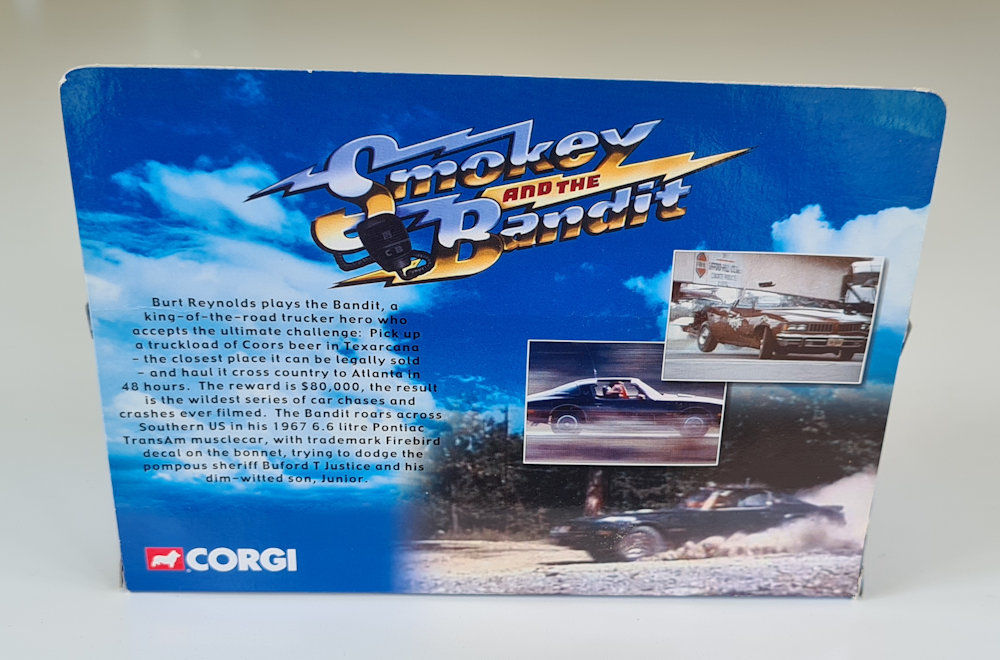 Smokey
AND THE
Bandit
CB
Burt Reynolds plays the Bandit, a
king-of-the-road trucker hero who
accepts the ultimate challenge: Pick up
a truckload of Coors beer in Texarcana
- the closest place it can be legally sold
- and haul it cross country to Atlanta in
48 hours. The reward is $80,000, the result
is the wildest series of car chases and
crashes ever filmed. The Bandit roars across
Southern US in his 1967 6.6 litre Pontiac
TransAm musclecar, with trademark Firebird
decal on the bonnet, trying to dodge the
pompous sheriff Buford T Justice and his
dim-witted son, Junior.
CORGI